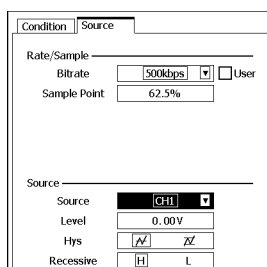 Condition Source
Rate/Sample
Bitrate 500kbps User
Sample Point 62.5%
Source
Source CH1
Level 0.00V
Hys
Recessive H L